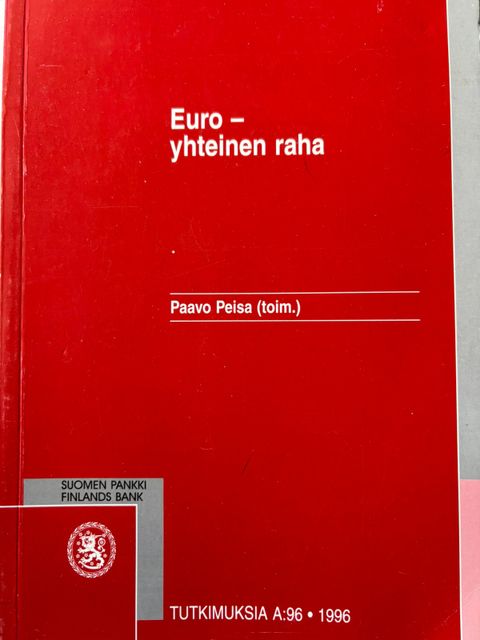 Euro –
yhteinen raha
Paavo Peisa (toim.)
SUOMEN PANKKI
FINLANDS BANK
TUTKIMUKSIA A:96 • 1996